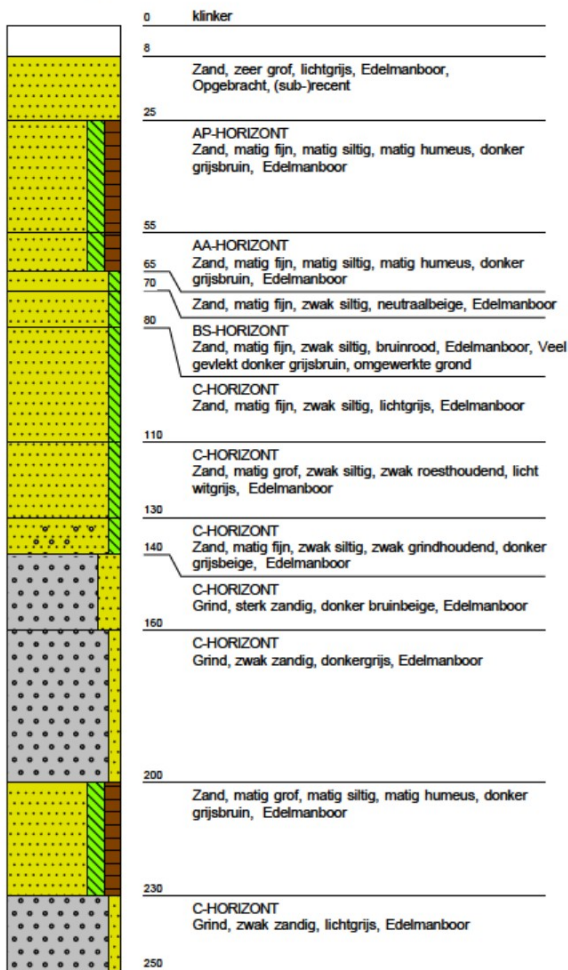 0 klinker
8
Zand, zeer grof, lichtgrijs, Edelmanboor,
Opgebracht, (sub-)recent
25
AP-HORIZONT
Zand, matig fijn, matig siltig, matig humeus, donker
grijsbruin, Edelmanboor
55
AA-HORIZONT
Zand, matig fijn, matig siltig, matig humeus, donker
grijsbruin, Edelmanboor
65
Zand, matig fijn, zwak siltig, neutraalbeige, Edelmanboor
70
BS-HORIZONT
Zand, matig fijn, zwak siltig, bruinrood, Edelmanboor, Veel
gevlekt donker grijsbruin, omgewerkte grond
80
C-HORIZONT
Zand, matig fijn, zwak siltig, lichtgrijs, Edelmanboor
110
C-HORIZONT
Zand, matig grof, zwak siltig, zwak roesthoudend, licht
witgrijs, Edelmanboor
130
C-HORIZONT
Zand, matig fijn, zwak siltig, zwak grindhoudend, donker
grijsbeige, Edelmanboor
140
C-HORIZONT
Grind, sterk zandig, donker bruinbeige, Edelmanboor
160
C-HORIZONT
Grind, zwak zandig, donkergrijs, Edelmanboor
200
Zand, matig grof, matig siltig, matig humeus, donker
grijsbruin, Edelmanboor
230
C-HORIZONT
Grind, zwak zandig, lichtgrijs, Edelmanboor
250